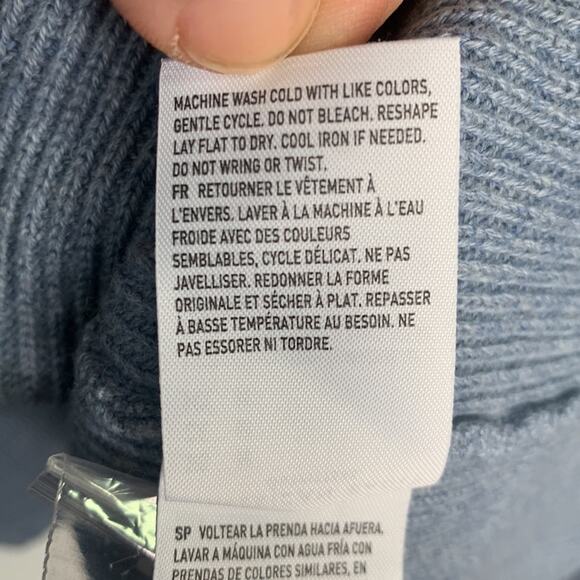 MACHINE WASH COLD WITH LIKE COLORS,
GENTLE CYCLE. DO NOT BLEACH. RESHAPE
LAY FLAT TO DRY. COOL IRON IF NEEDED.
DO NOT WRING OR TWIST.
FR RETOURNER LE VÊTEMENT À
L'ENVERS. LAVER À LA MACHINE À L'EAU
FROIDE AVEC DES COULEURS
SEMBLABLES, CYCLE DÉLICAT. NE PAS
JAVELLISER. REDONNER LA FORME
ORIGINALE ET SÉCHER À PLAT. REPASSER
À BASSE TEMPÉRATURE AU BESOIN. NE
PAS ESSORER NI TORDRE.
SP VOLTEAR LA PRENDA HACIA AFUERA.
LAVAR A MÁQUINA CON AGUA FRÍA CON
PRENDAS DE COLORES SIMILARES, EN